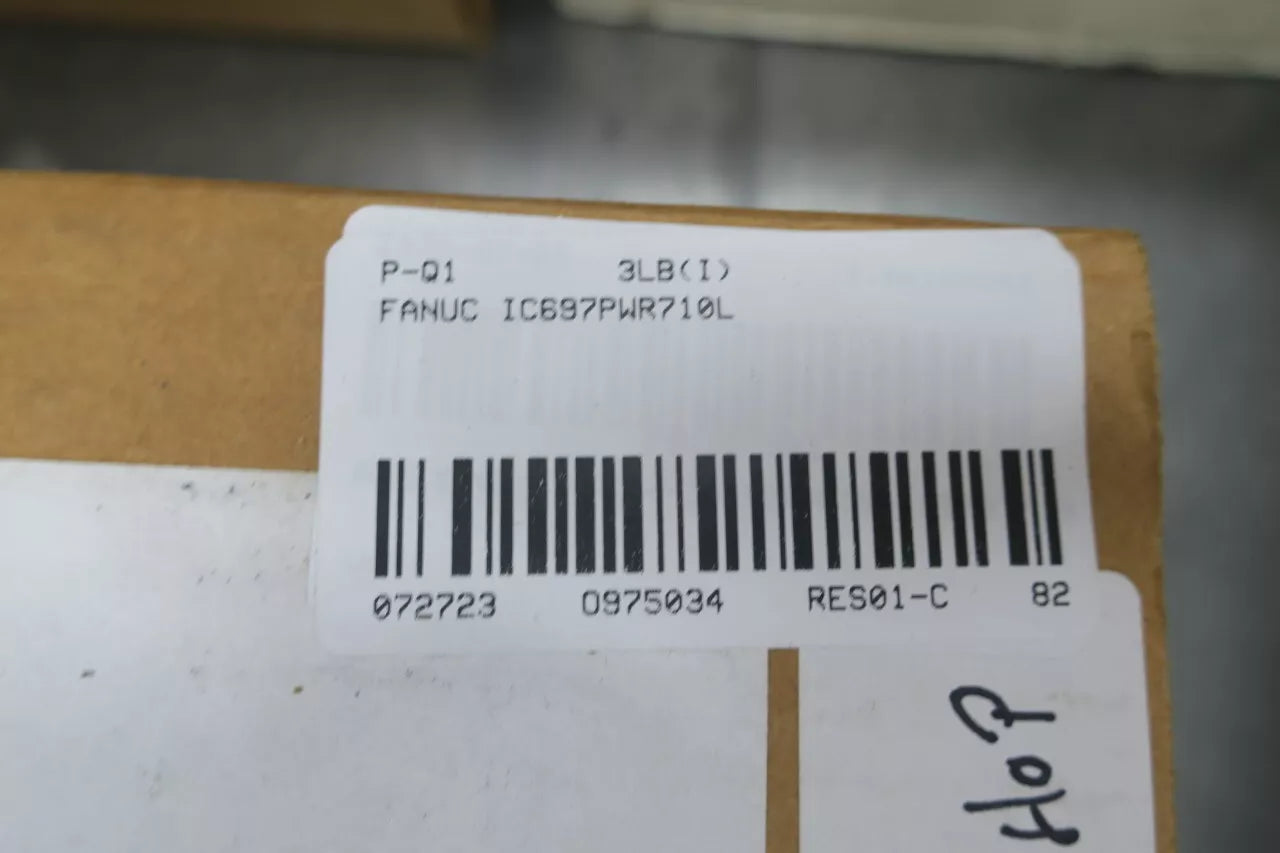 P-Q1 3LB(I)
FANUC IC697PWR710L
072723 0975034 RES01-C 82